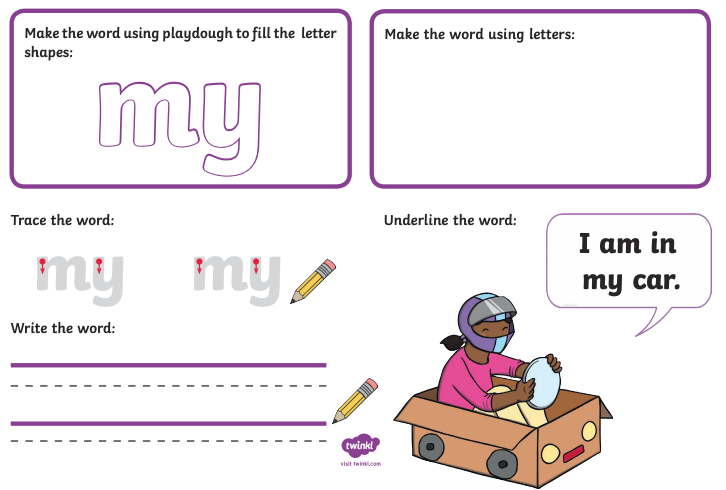 Make the word using playdough to fill the letter
shapes:
my
Make the word using letters:
Trace the word:
my my
Write the word:
Underline the word:
I am in
my car.
twinkl
visit twinkl.com